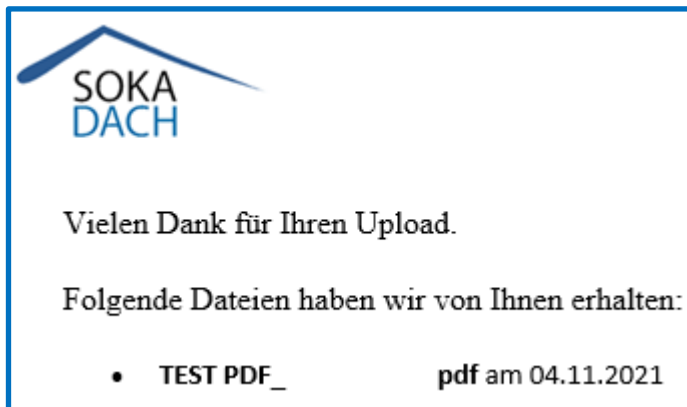 SOKA
DACH
Vielen Dank für Ihren Upload.
Folgende Dateien haben wir von Ihnen erhalten:
• TEST PDF_ pdf am 04.11.2021